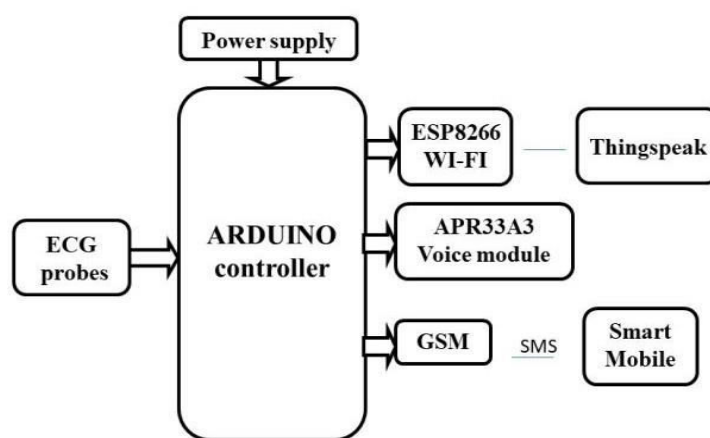 Power supply
ESP8266
WI-FI
Thingspeak
ARDUINO
controller
APR33A3
Voice module
ECG
probes
GSM
SMS
Smart
Mobile